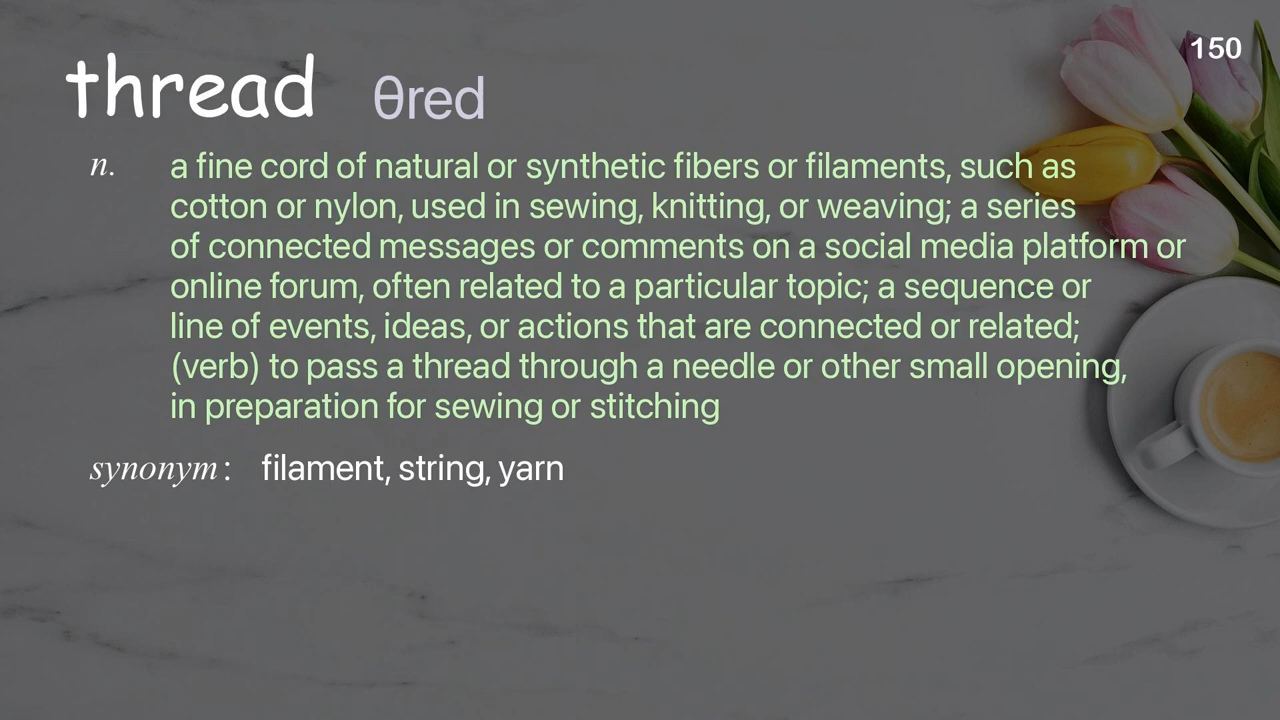 150
thread θred
n. a fine cord of natural or synthetic fibers or filaments, such as
cotton or nylon, used in sewing, knitting, or weaving; a series
of connected messages or comments on a social media platform or
online forum, often related to a particular topic; a sequence or
line of events, ideas, or actions that are connected or related;
(verb) to pass a thread through a needle or other small opening,
in preparation for sewing or stitching
synonym: filament, string, yarn